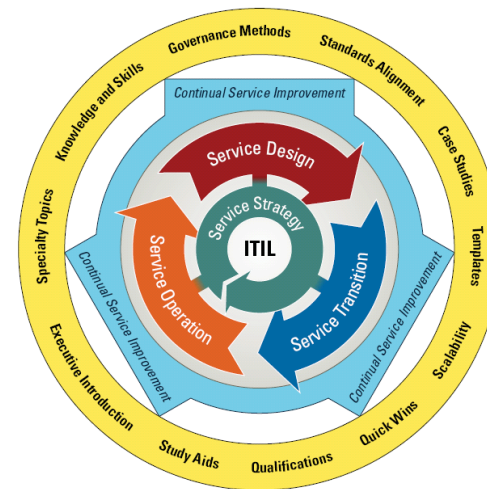 Governance Methods
Standards Alignment
Case Studies
Templates
Scalability
Quick Wins
Qualifications
Study Aids
Executive Introduction
Specialty Topics
Knowledge and Skills
Continual Service Improvement
Continual Service Improvement
Continual Service Improvement
Service Design
Service Transition
Service Operation
Service Strategy
ITIL